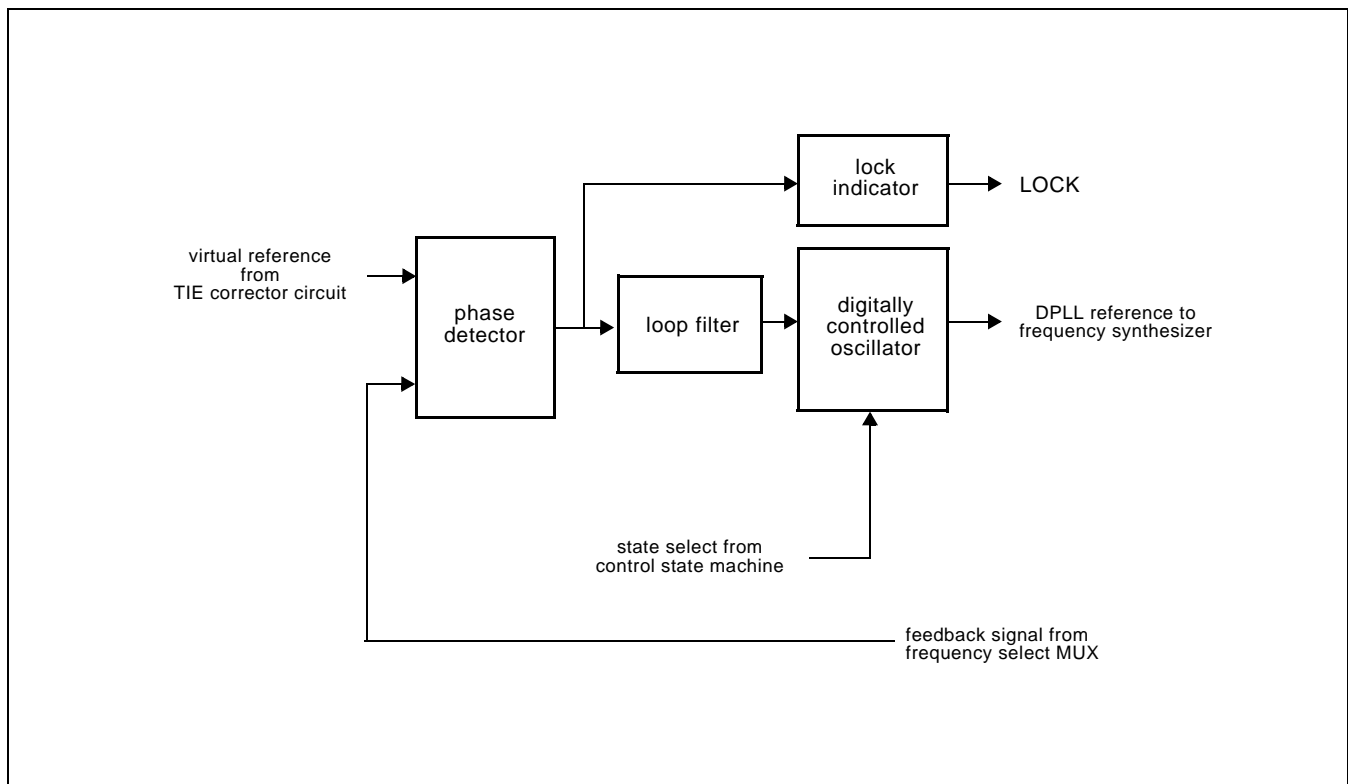 lock
indicator
LOCK
virtual reference
from
TIE corrector circuit
phase
detector
loop filter
digitally
controlled
oscillator
DPLL reference to
frequency synthesizer
state select from
control state machine
feedback signal from
frequency select MUX